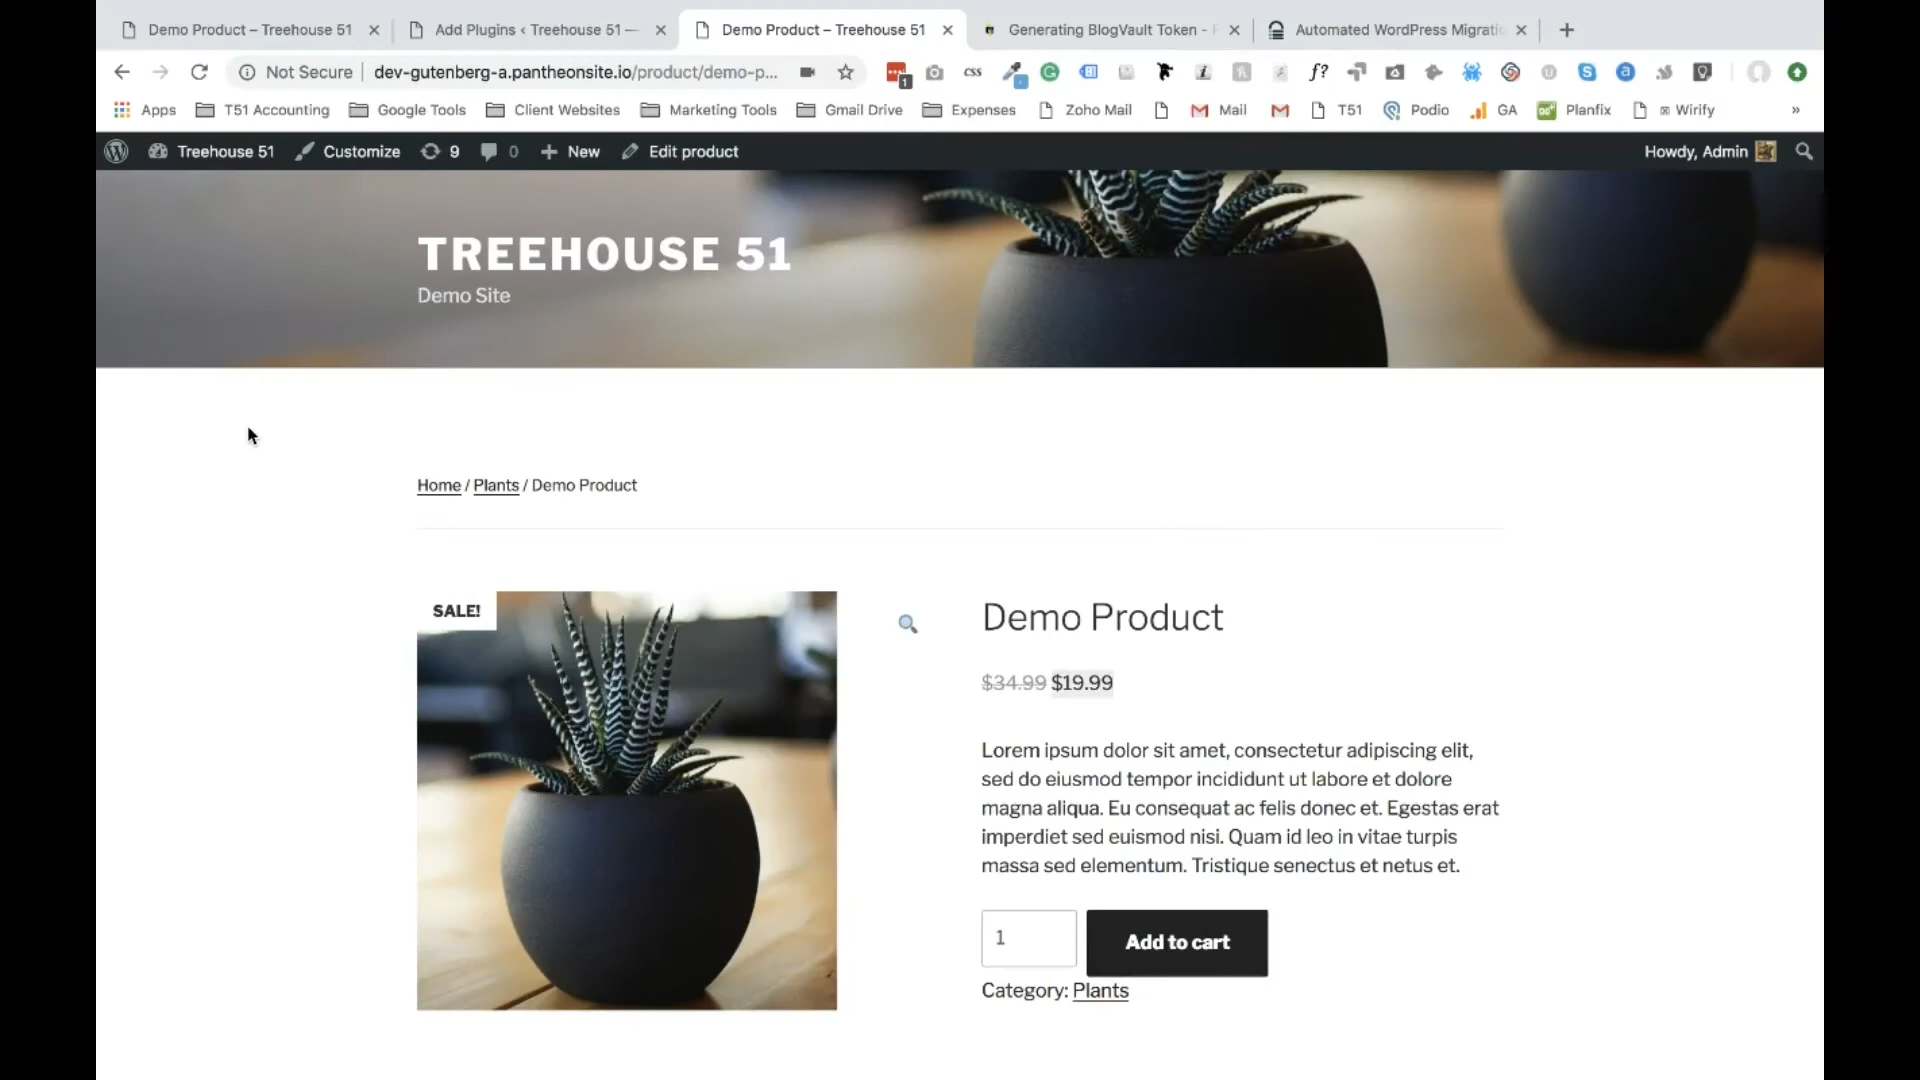 Demo Product – Treehouse 51
Add Plugins ‹ Treehouse 51 —
Demo Product – Treehouse 51
Generating BlogVault Token -
Automated WordPress Migratio
Not Secure
dev-gutenberg-a.pantheonsite.io/product/demo-p...
1
CSS
f?
Apps
T51 Accounting
Google Tools
Client Websites
Marketing Tools
Gmail Drive
Expenses
Zoho Mail
Mail
T51
Podio
GA
Planfix
Wirify
»
Treehouse 51
Customize
9
0
New
Edit product
Howdy, Admin
TREEHOUSE 51
Demo Site
Home / Plants / Demo Product
SALE!
Demo Product
$34.99 $19.99
Lorem ipsum dolor sit amet, consectetur adipiscing elit,
sed do eiusmod tempor incididunt ut labore et dolore
magna aliqua. Eu consequat ac felis donec et. Egestas erat
imperdiet sed euismod nisi. Quam id leo in vitae turpis
massa sed elementum. Tristique senectus et netus et.
1
Add to cart
Category: Plants